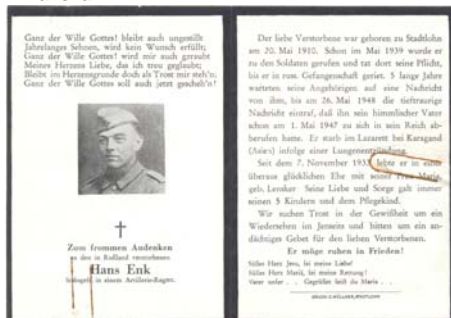 Ganz der Wille Gottes! bleibt auch ungestillt
Jahrelanges Sehnen, wird kein Wunsch erfüllt;
Ganz der Wille Gottes! wird mir auch geraubt
Meines Herzens Liebe, das ich treu geglaubt;
Bleibt im Herzensgrunde doch als Trost mir steh'n:
Ganz der Wille Gottes soll auch jetzt gescheh'n!
†
Zum frommen Andenken
an den in Rußland verstorbenen
Hans Enk
in einem Artillerie-Regim.
Der liebe Verstorbene war geboren zu Stadtlohn
am 20. Mai 1910. Schon im Mai 1939 wurde er
zu den Soldaten gerufen und tat dort seine Pflicht,
bis er in russ. Gefangenschaft geriet. 5 lange Jahre
warteten seine Angehörigen auf eine Nachricht
von ihm, bis am 26. Mai 1948 die tieftraurige
Nachricht eintraf, daß ihn sein himmlischer Vater
schon am 1. Mai 1947 zu sich in sein Reich ab-
berufen hatte. Er starb im Lazarett bei Karagand
(Asien) infolge einer Lungenentzündung.
Seit dem 7. November 1933 lebte er in einer
überaus glücklichen Ehe mit seiner Frau Maria,
geb. Lensker Seine Liebe und Sorge galt immer
seinen 5 Kindern und dem Pflegekind.
Wir suchen Trost in der Gewißheit um ein
Wiedersehen im Jenseits und bitten um ein an-
dächtiges Gebet für den lieben Verstorbenen.
Er möge ruhen in Frieden!
Süßes Herz Jesu, sei meine Liebe!
Süßes Herz Mariä, sei meine Rettung!
Vater unser . . Gegrüßet seist du Maria . . .